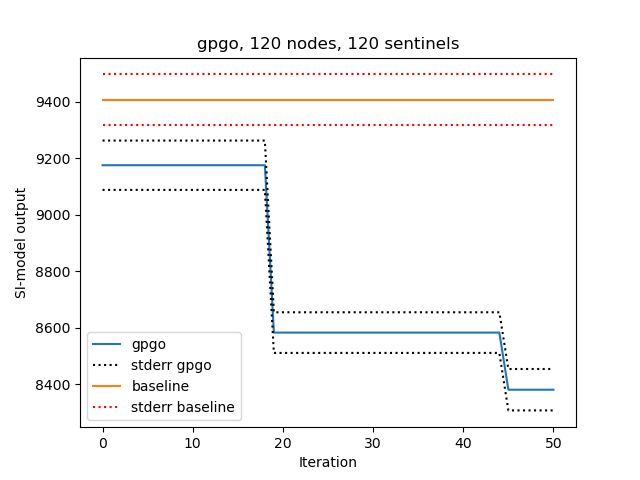 gpgo, 120 nodes, 120 sentinels
SI-model output
9400
9200
9000
8800
8600
8400
gpgo
stderr gpgo
baseline
stderr baseline
0 10 20 30 40 50
Iteration